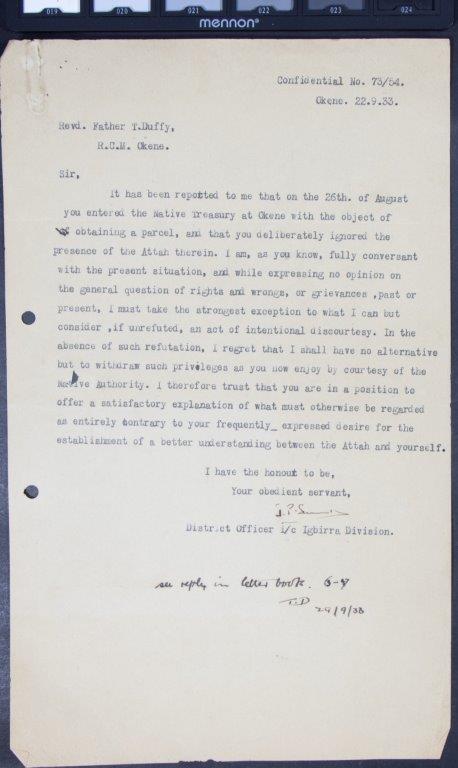 019 020 021 022 023 024
mennon
Confidential No. 73/54.
Okene. 22.9.33.
Revd. Father T.Duffy,
R.C.M. Okene.
Sir,
It has been reported to me that on the 26th. of August
you entered the Native Treasury at Okene with the object of
of obtaining a parcel, and that you deliberately ignored the
presence of the Attah therein. I am, as you know, fully conversant
with the present situation, and while expressing no opinion on
the general question of rights and wrongs, or grievances ,past or
present, I must take the strongest exception to what I can but
consider ,if unrefuted, an act of intentional discourtesy. In the
absence of such refutation, I regret that I shall have no alternative
but to withdraw such privileges as you now enjoy by courtesy of the
Native Authority. I therefore trust that you are in a position to
offer a satisfactory explanation of what must otherwise be regarded
as entirely contrary to your frequently_ expressed desire for the
establishment of a better understanding between the Attah and yourself.
I have the honour to be,
Your obedient servant,
District Officer i/c Igbirra Division.
see reply in letter book. 6-7
T.D
29/9/33